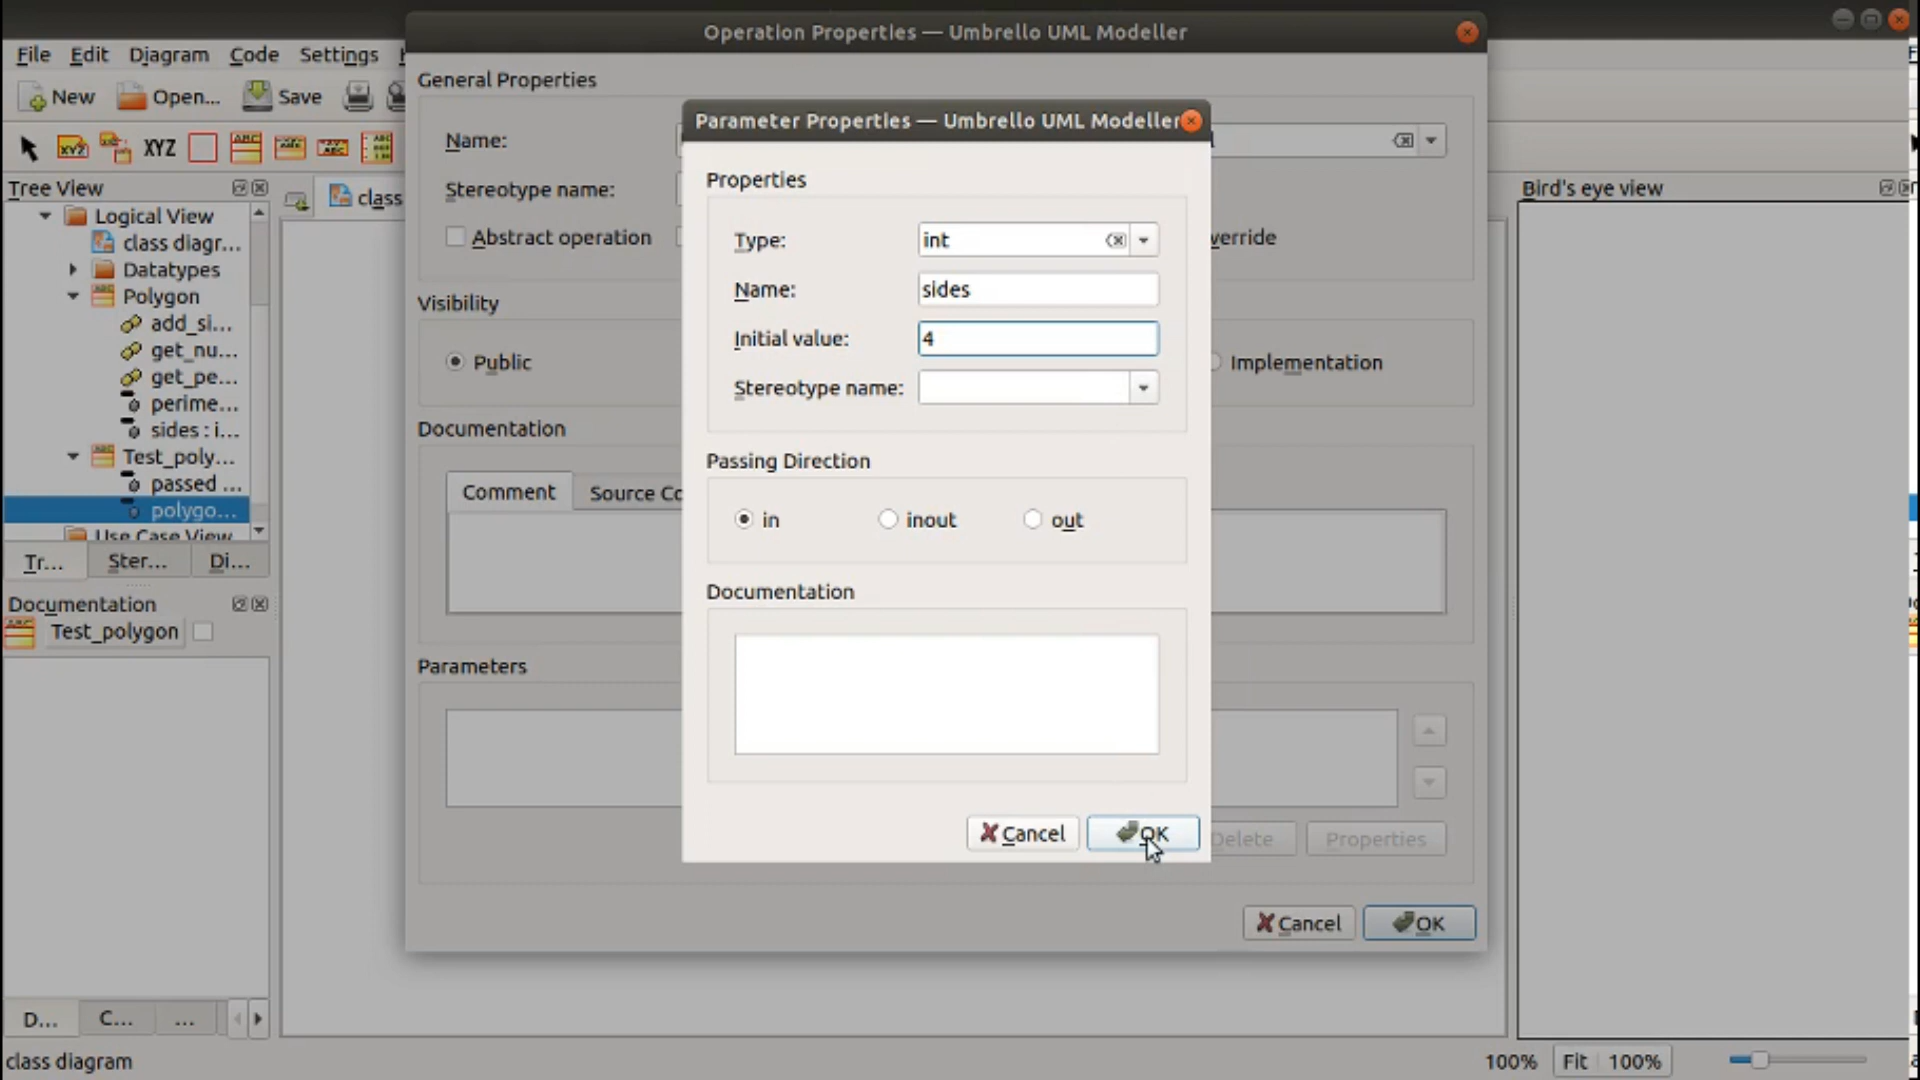 Operation Properties — Umbrello UML Modeller
File Edit Diagram Code Settings
General Properties
New Open... Save
Parameter Properties — Umbrello UML Modeller
Name:
XYZ
Properties
Tree View
class
Bird's eye view
Stereotype name:
Logical View
class diagr...
Abstract operation
Type: int
verride
Datatypes
Polygon
Name: sides
Visibility
add_si...
get_nu...
Initial value: 4
Public
Implementation
get_pe...
Stereotype name:
perime...
sides : i...
Documentation
Test_poly...
Passing Direction
passed ...
Comment
Source Co
polygo...
in inout out
Use Case View
Tr... Ster... Di...
Documentation
Documentation
Test_polygon
Parameters
Cancel OK
Delete Properties
Cancel OK
D... C... ...
class diagram
100% Fit 100%